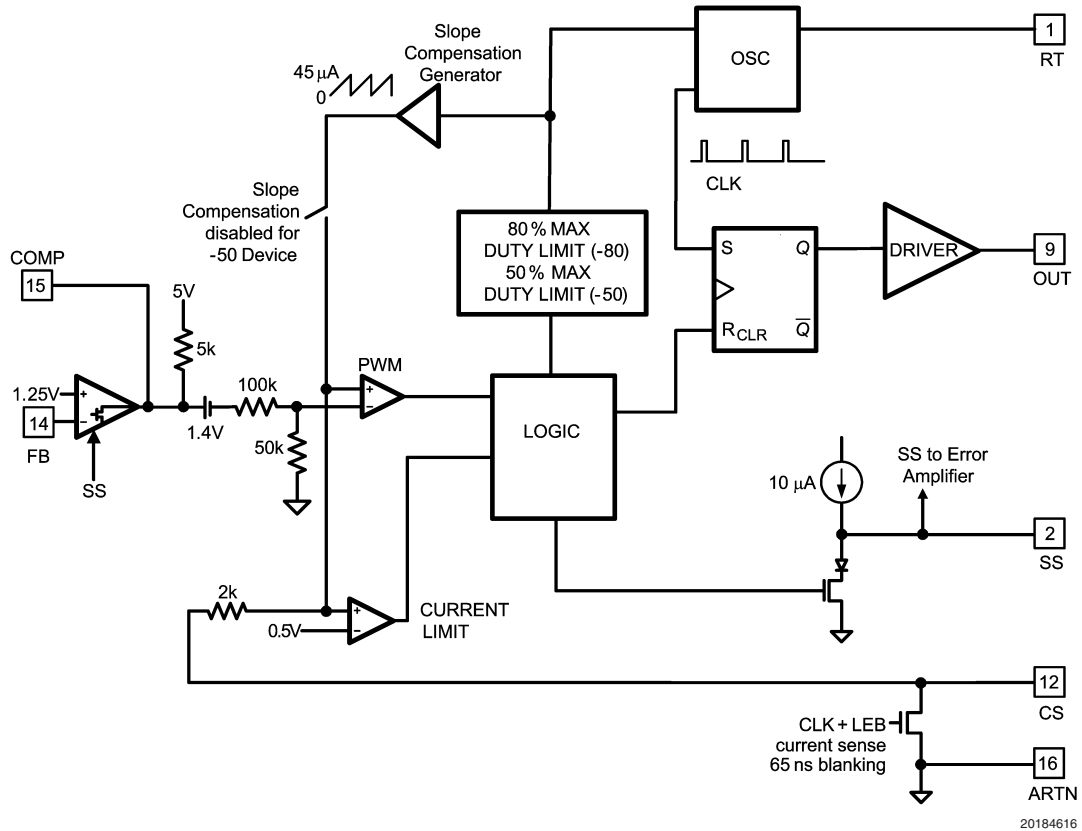 Slope
Compensation
Generator
45 μA
0
OSC
1
RT
CLK
Slope
Compensation
disabled for
-50 Device
80 % MAX
DUTY LIMIT (-80)
50 % MAX
DUTY LIMIT (-50)
S
Q
RCLR
Q̅
DRIVER
9
OUT
COMP
15
5V
5k
1.25V
+
−
14
FB
SS
1.4V
100k
50k
PWM
+
−
LOGIC
10 μA
SS to Error
Amplifier
2
SS
2k
0.5V
+
−
CURRENT
LIMIT
12
CS
CLK + LEB
current sense
65 ns blanking
16
ARTN
20184616